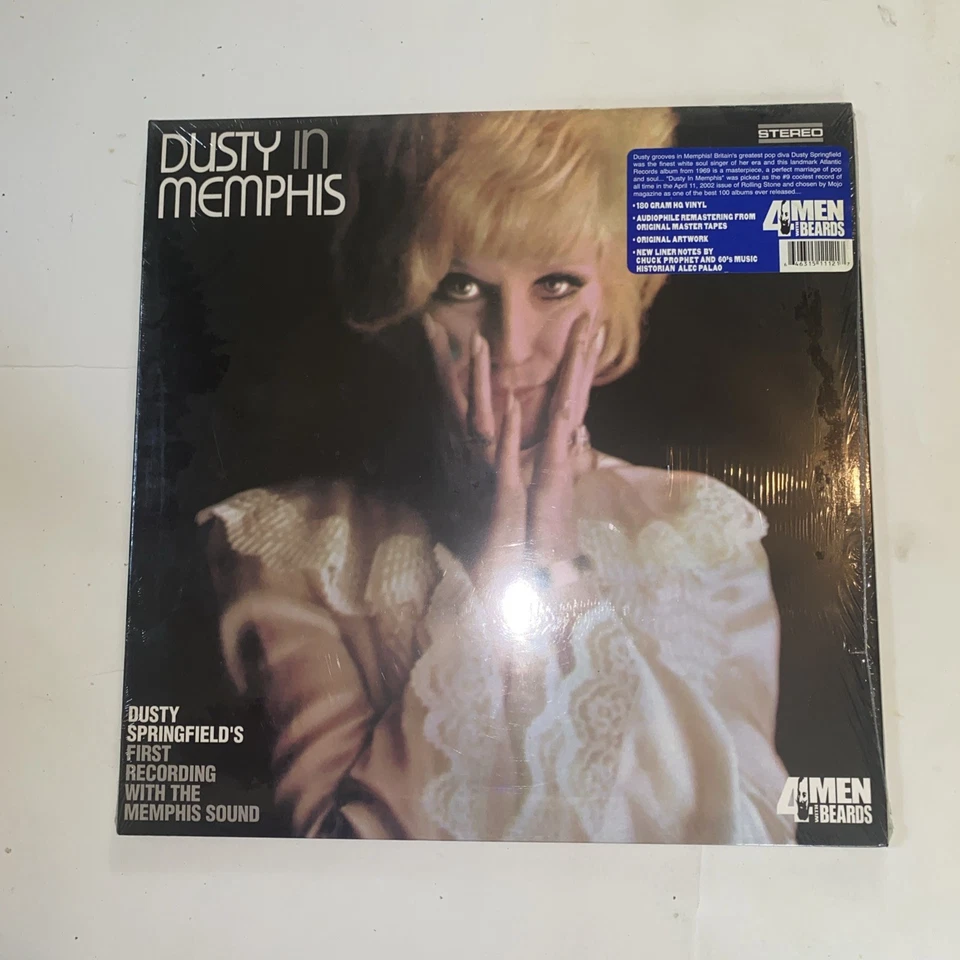 DUSTY IN
MEMPHIS
STEREO
Dusty grooves in Memphis! Britain's greatest pop diva Dusty Springfield
was the finest white soul singer of her era and this landmark Atlantic
Records album from 1969 is a masterpiece, a perfect marriage of pop
and soul... "Dusty In Memphis" was picked as the #9 coolest record of
all time in the April 11, 2002 issue of Rolling Stone and chosen by Mojo
magazine as one of the best 100 albums ever released...
• 180 GRAM HQ VINYL
• AUDIOPHILE REMASTERING FROM
ORIGINAL MASTER TAPES
• ORIGINAL ARTWORK
• NEW LINER NOTES BY
CHUCK PROPHET AND 60's MUSIC
HISTORIAN ALEC PALAO
4 MEN
WITH BEARDS
DUSTY
SPRINGFIELD'S
FIRST
RECORDING
WITH THE
MEMPHIS SOUND
4 MEN
WITH BEARDS